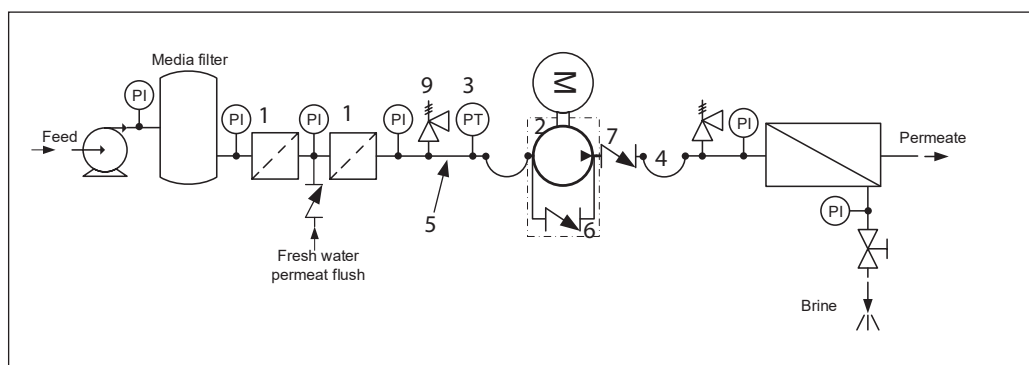 Media filter
PI
Feed
PI
1
PI
1
PI
9
3
PT
5
Fresh water
permeat flush
M
2
6
7
4
PI
Permeate
PI
Brine